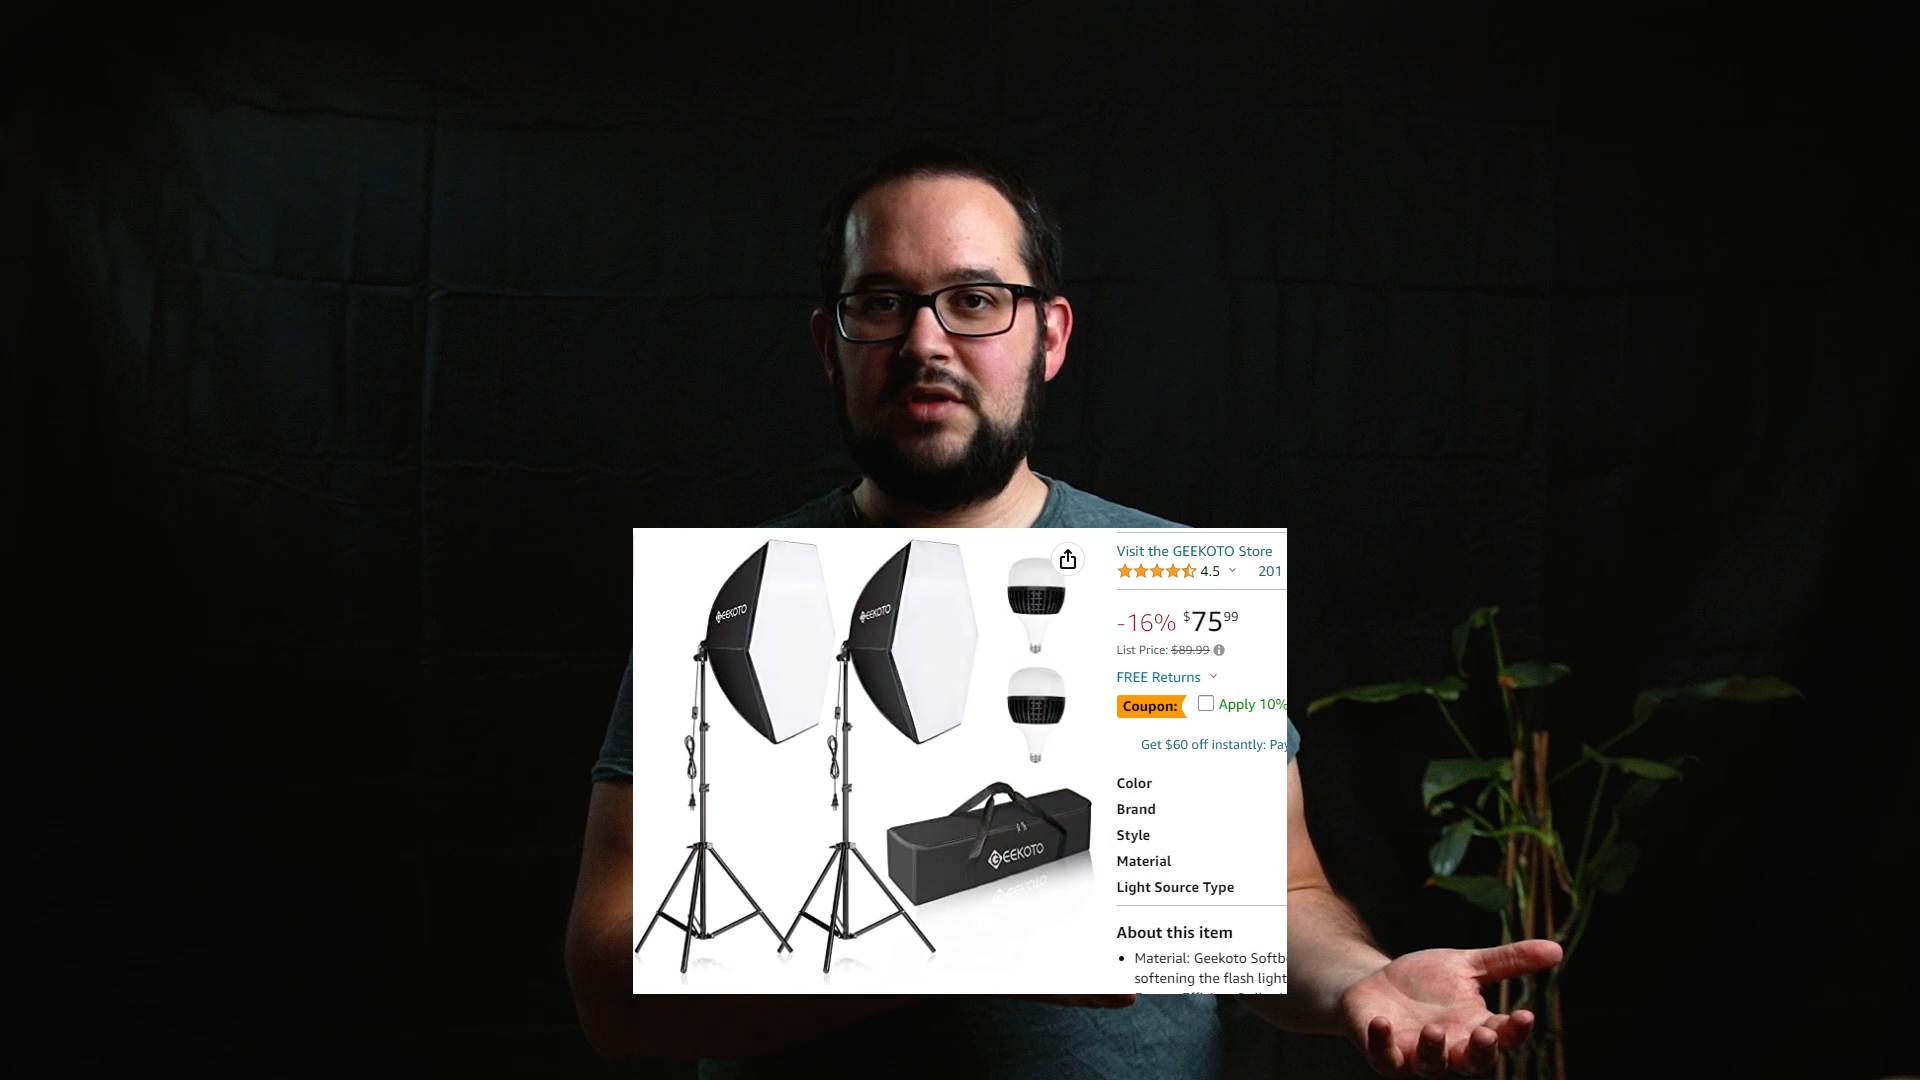 GEEKOTO
GEEKOTO
GEEKOTO
Visit the GEEKOTO Store
4.5 201
-16% $75 99
List Price: $89.99
FREE Returns
Coupon: Apply 10%
Get $60 off instantly: Pay
Color
Brand
Style
Material
Light Source Type
About this item
• Material: Geekoto Softb
softening the flash light